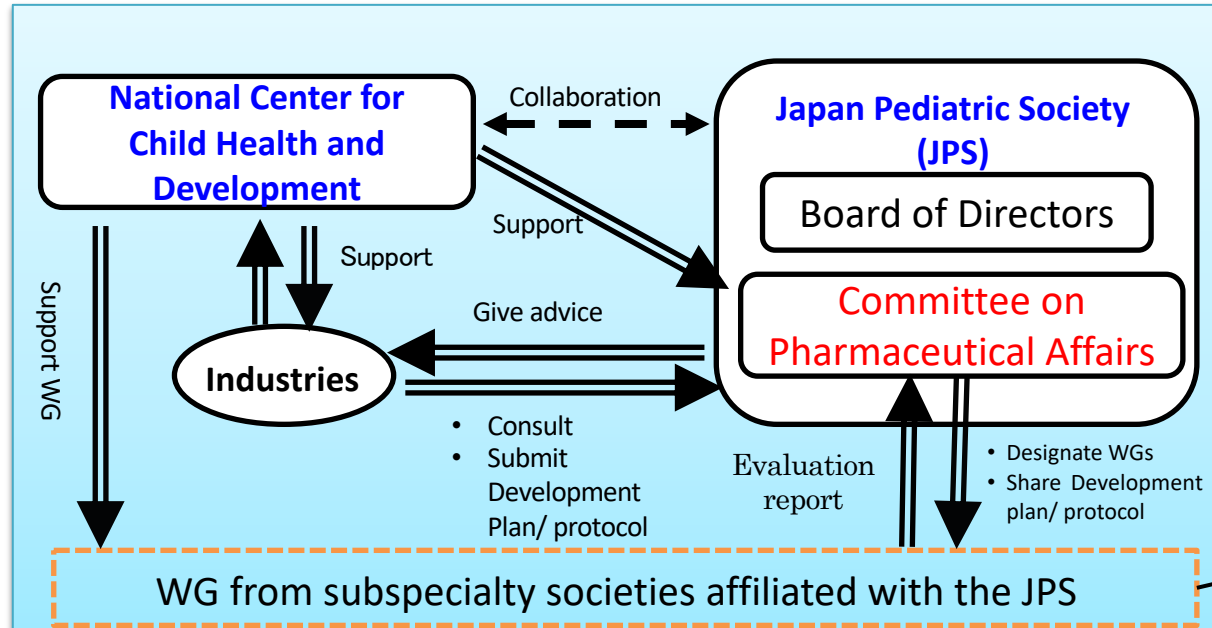 National Center for
Child Health and
Development
Collaboration
Japan Pediatric Society
(JPS)
Board of Directors
Committee on
Pharmaceutical Affairs
Support
Support
Give advice
Industries
Support WG
• Consult
• Submit
Development
Plan/ protocol
Evaluation
report
• Designate WGs
• Share Development
plan/ protocol
WG from subspecialty societies affiliated with the JPS